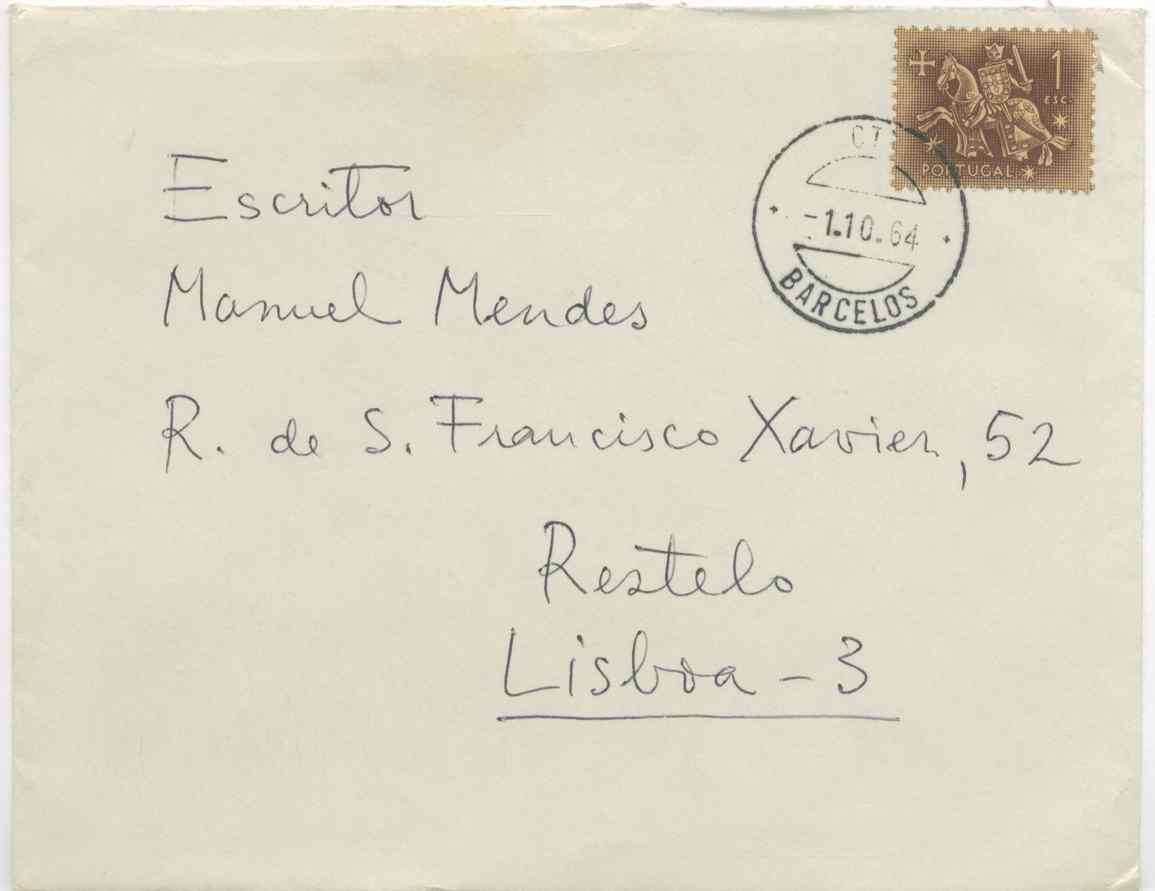 1
ESC.
PORTUGAL
CT
-1.10.64
BARCELOS
Escritor
Manuel Mendes
R. de S. Francisco Xavier, 52
Restelo
Lisboa - 3